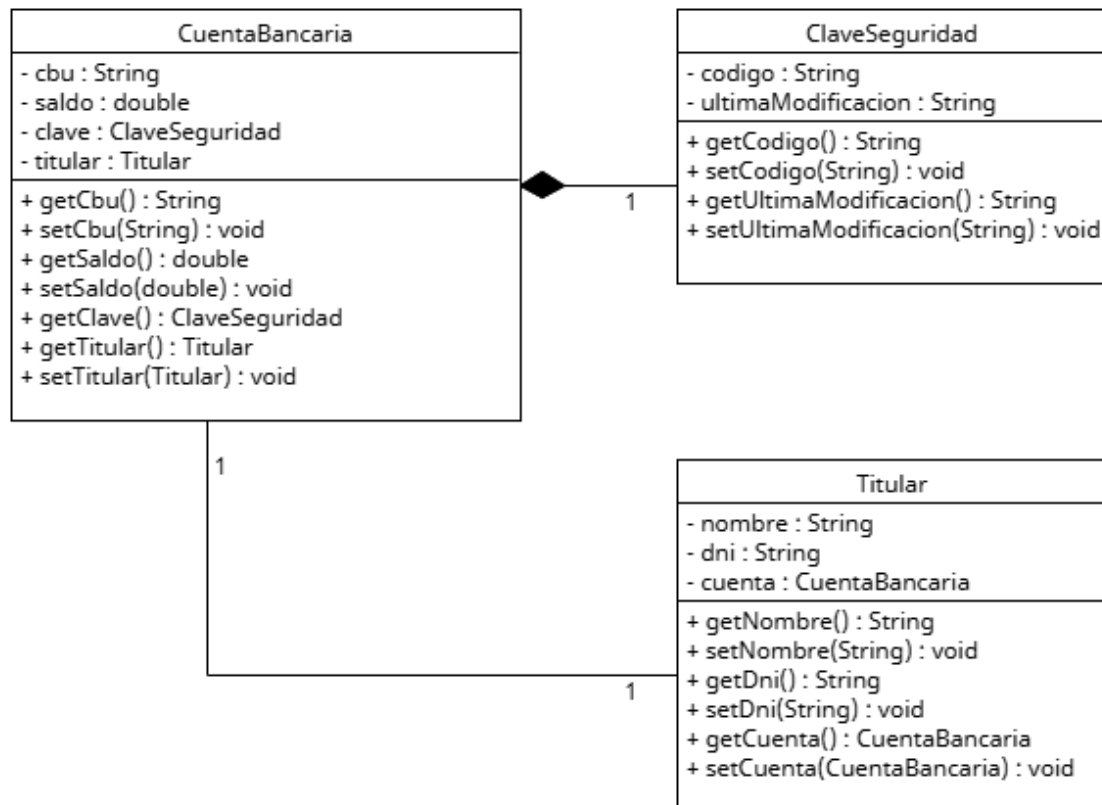 CuentaBancaria
- cbu : String
- saldo : double
- clave : ClaveSeguridad
- titular : Titular
+ getCbu() : String
+ setCbu(String) : void
+ getSaldo() : double
+ setSaldo(double) : void
+ getClave() : ClaveSeguridad
+ getTitular() : Titular
+ setTitular(Titular) : void
1
ClaveSeguridad
- codigo : String
- ultimaModificacion : String
+ getCodigo() : String
+ setCodigo(String) : void
+ getUltimaModificacion() : String
+ setUltimaModificacion(String) : void
1
1
Titular
- nombre : String
- dni : String
- cuenta : CuentaBancaria
+ getNombre() : String
+ setNombre(String) : void
+ getDni() : String
+ setDni(String) : void
+ getCuenta() : CuentaBancaria
+ setCuenta(CuentaBancaria) : void